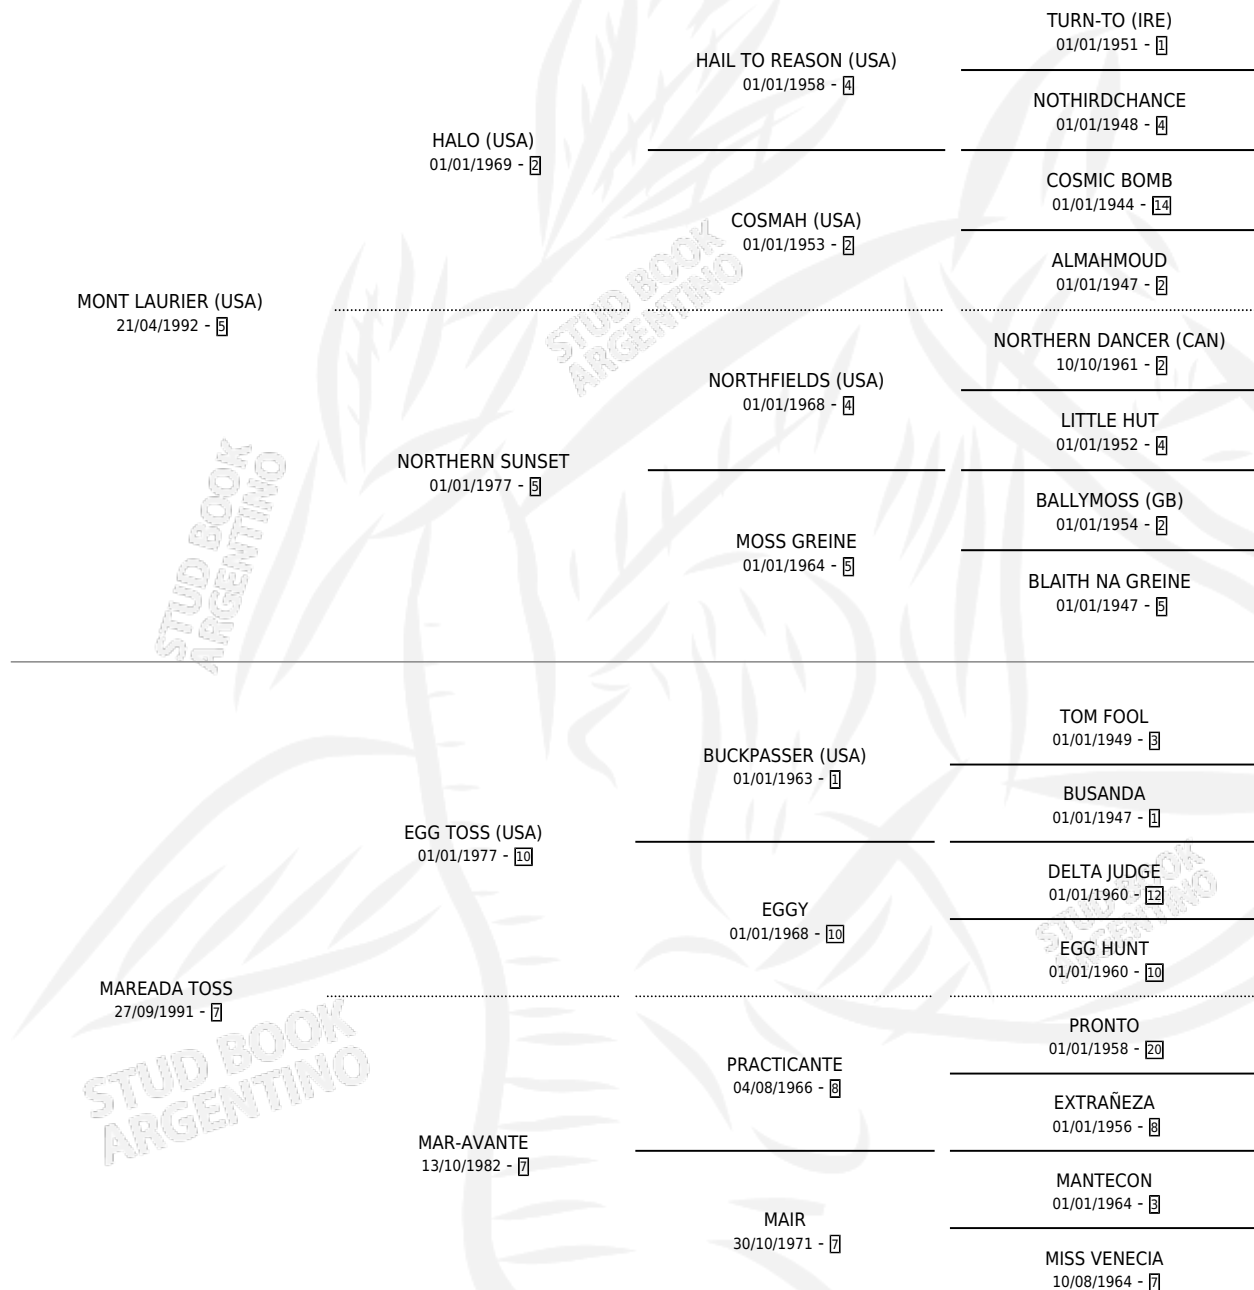 TURN-TO (IRE)
01/01/1951 - 1
HAIL TO REASON (USA)
01/01/1958 - 4
NOTHIRDCHANCE
01/01/1948 - 4
HALO (USA)
01/01/1969 - 2
COSMIC BOMB
01/01/1944 - 14
COSMAH (USA)
01/01/1953 - 2
ALMAHMOUD
01/01/1947 - 2
MONT LAURIER (USA)
21/04/1992 - 5
NORTHERN DANCER (CAN)
10/10/1961 - 2
NORTHFIELDS (USA)
01/01/1968 - 4
LITTLE HUT
01/01/1952 - 4
NORTHERN SUNSET
01/01/1977 - 5
BALLYMOSS (GB)
01/01/1954 - 2
MOSS GREINE
01/01/1964 - 5
BLAITH NA GREINE
01/01/1947 - 5
TOM FOOL
01/01/1949 - 3
BUCKPASSER (USA)
01/01/1963 - 1
BUSANDA
01/01/1947 - 1
EGG TOSS (USA)
01/01/1977 - 10
DELTA JUDGE
01/01/1960 - 12
EGGY
01/01/1968 - 10
EGG HUNT
01/01/1960 - 10
MAREADA TOSS
27/09/1991 - 7
PRONTO
01/01/1958 - 20
PRACTICANTE
04/08/1966 - 8
EXTRAÑEZA
01/01/1956 - 8
MAR-AVANTE
13/10/1982 - 7
MANTECON
01/01/1964 - 3
MAIR
30/10/1971 - 7
MISS VENECIA
10/08/1964 - 7
STUD BOOK
ARGENTINO
STUD BOOK
ARGENTINO
STUD BOOK
ARGENTINO
STUD BOOK
ARGENTINO